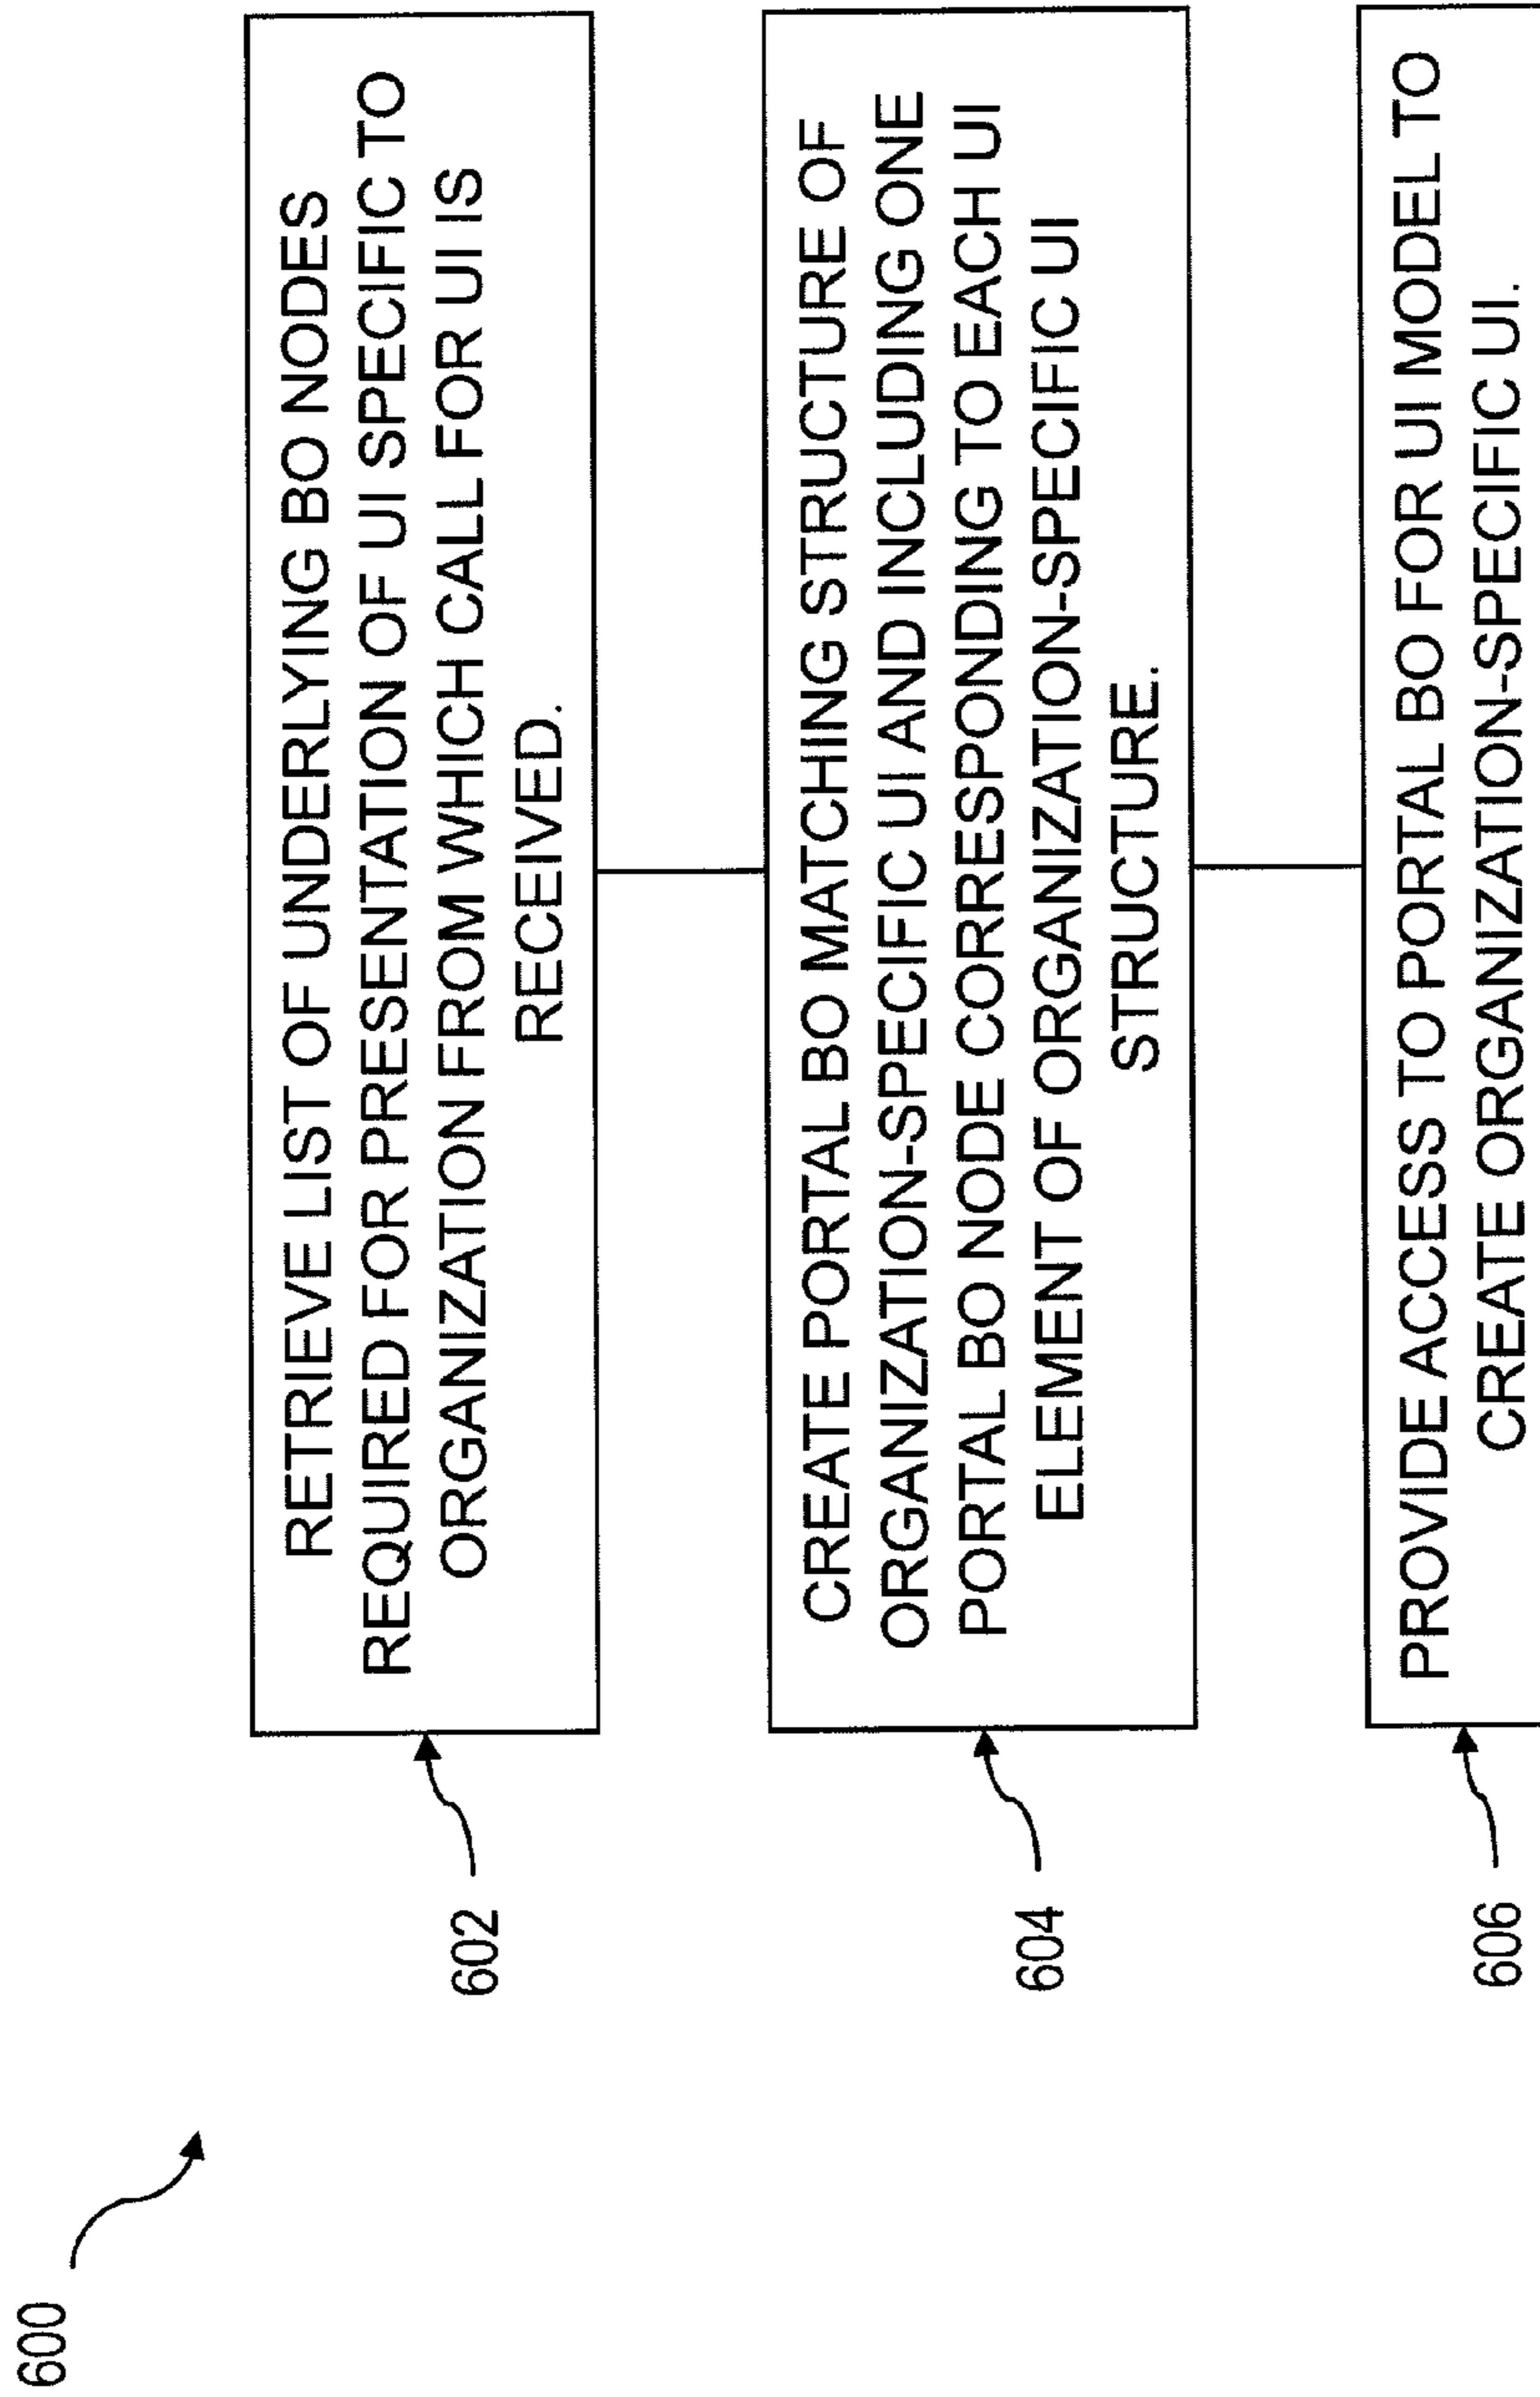 600
602
RETRIEVE LIST OF UNDERLYING BO NODES
REQUIRED FOR PRESENTATION OF UI SPECIFIC TO
ORGANIZATION FROM WHICH CALL FOR UI IS
RECEIVED.
604
CREATE PORTAL BO MATCHING STRUCTURE OF
ORGANIZATION-SPECIFIC UI AND INCLUDING ONE
PORTAL BO NODE CORRESPONDING TO EACH UI
ELEMENT OF ORGANIZATION-SPECIFIC UI
STRUCTURE.
606
PROVIDE ACCESS TO PORTAL BO FOR UI MODEL TO
CREATE ORGANIZATION-SPECIFIC UI.